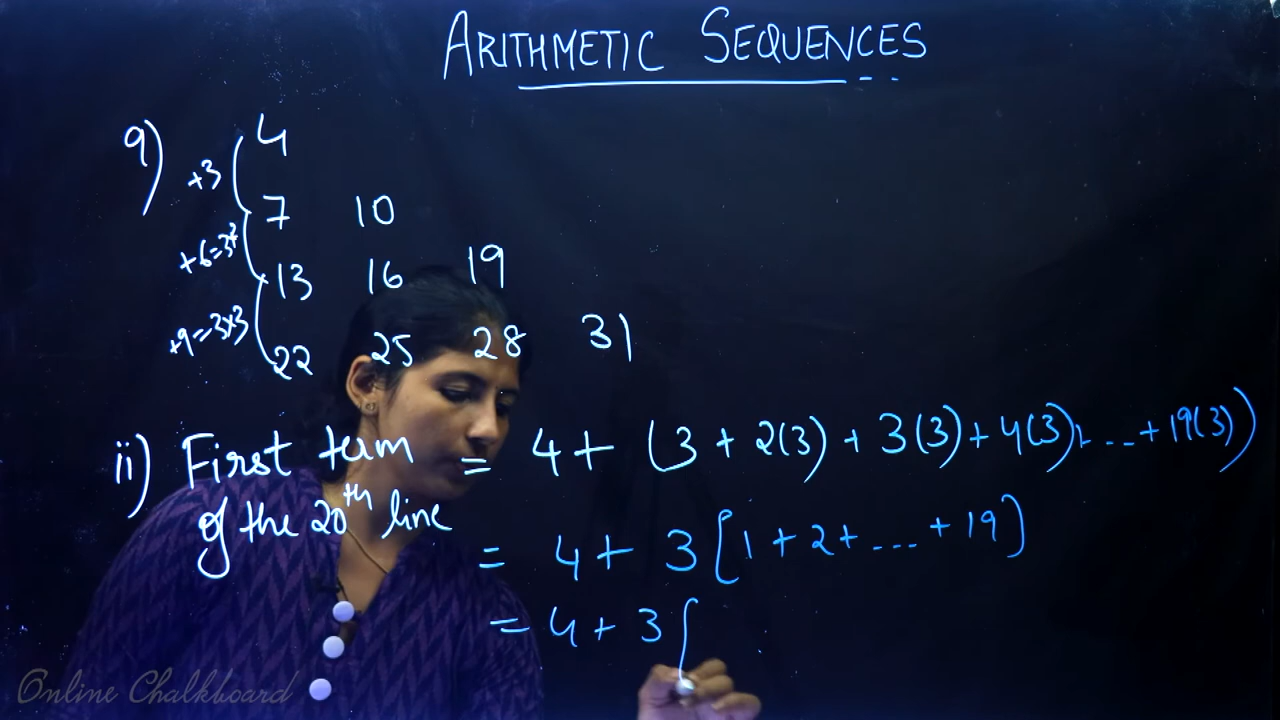 ARITHMETIC SEQUENCES
9) 4
+3
7 10
+6=3×2
13 16 19
+9=3×3
22 25 28 31
ii) First term = 4 + (3 + 2(3) + 3(3) + 4(3) + ... + 19(3))
of the 20th line
= 4 + 3 [1 + 2 + ... + 19]
= 4 + 3 [
Online Chalkboard